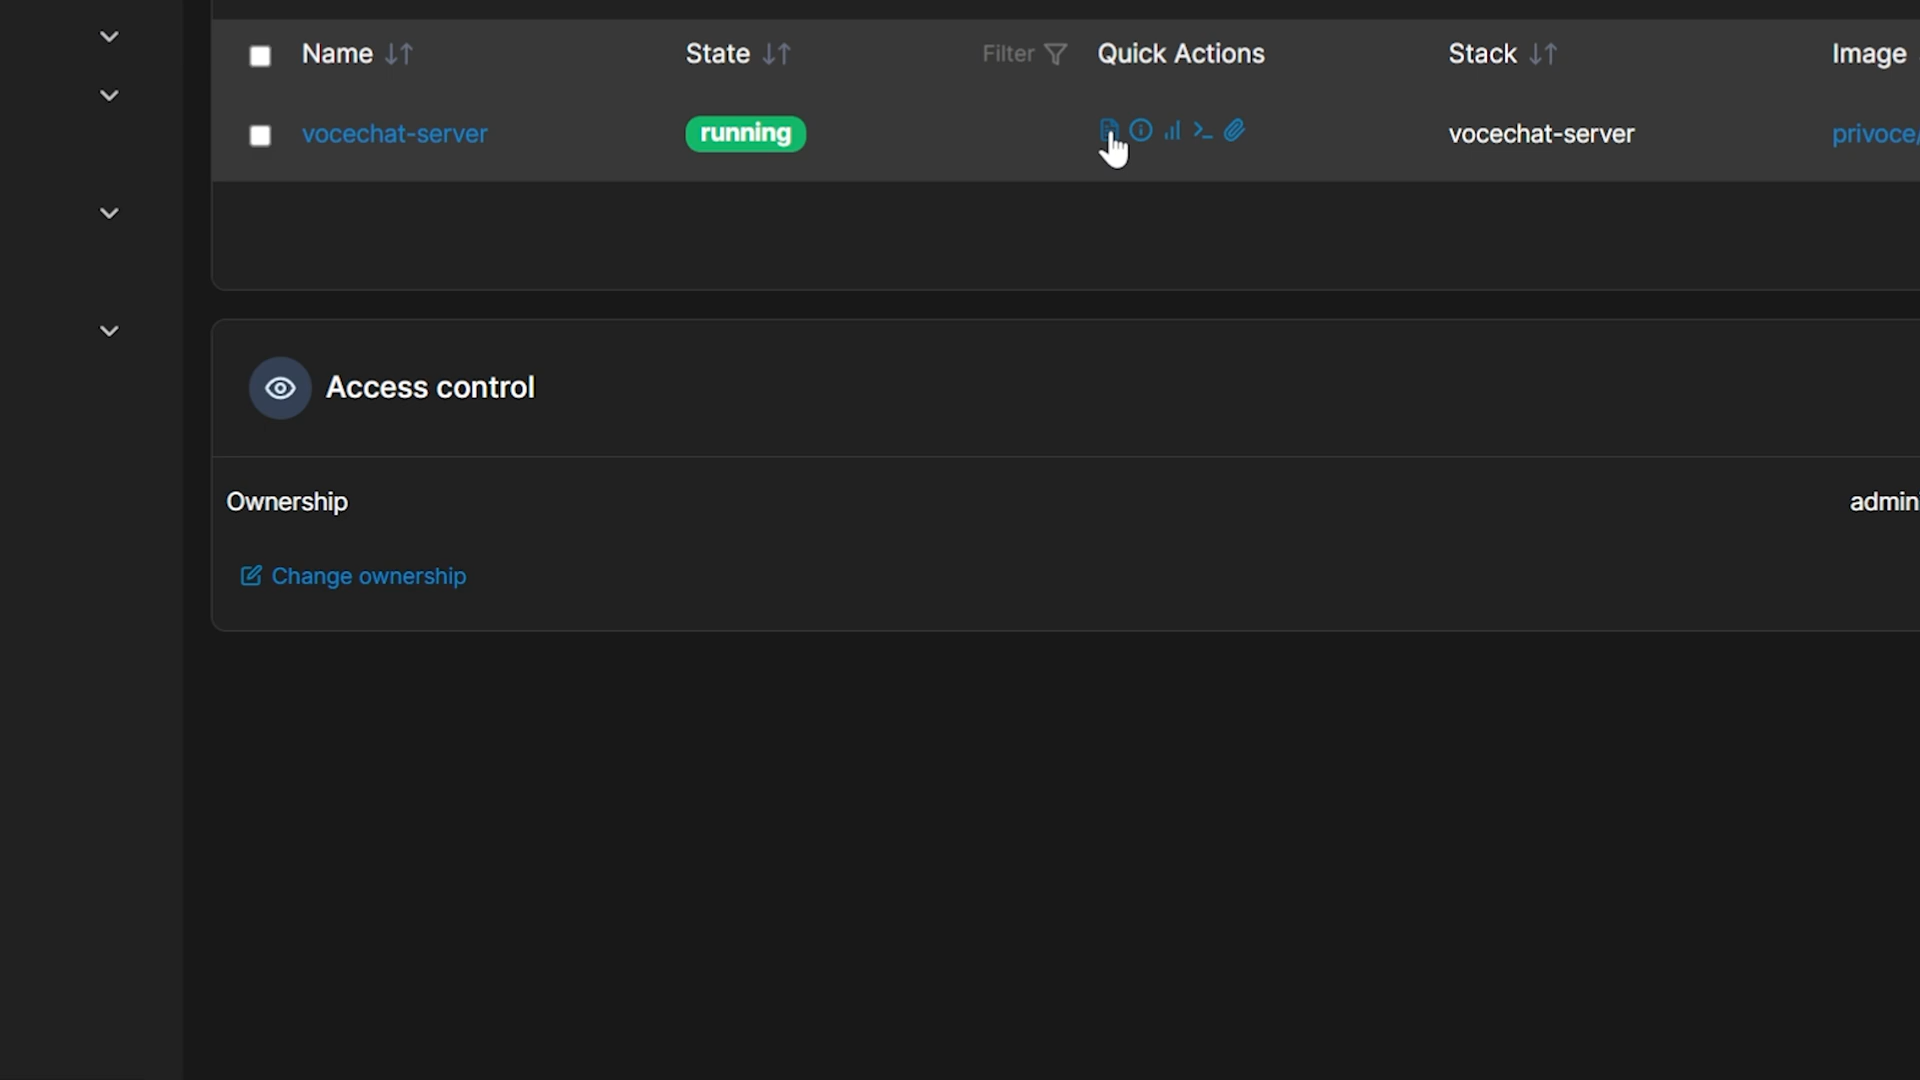 Name State Filter Quick Actions Stack Image
vocechat-server running vocechat-server privoce/
Access control
Ownership admin
Change ownership